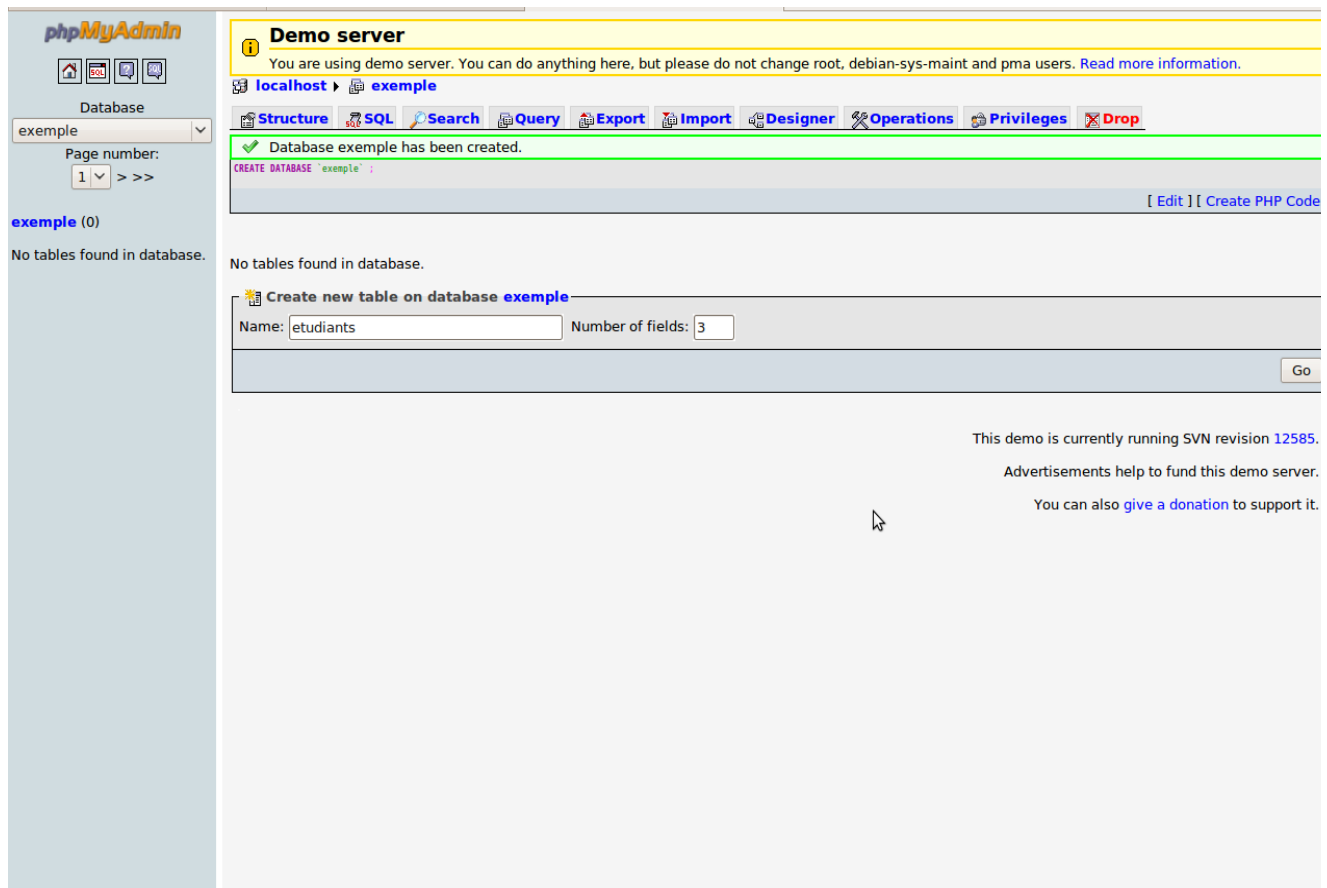 phpMyAdmin
Database
exemple
Page number:
1 > >>
exemple (0)
No tables found in database.
Demo server
You are using demo server. You can do anything here, but please do not change root, debian-sys-maint and pma users. Read more information.
localhost exemple
Structure SQL Search Query Export Import Designer Operations Privileges Drop
Database exemple has been created.
CREATE DATABASE `exemple` ;
[ Edit ] [ Create PHP Code
No tables found in database.
Create new table on database exemple
Name: etudiants Number of fields: 3
Go
This demo is currently running SVN revision 12585.
Advertisements help to fund this demo server.
You can also give a donation to support it.